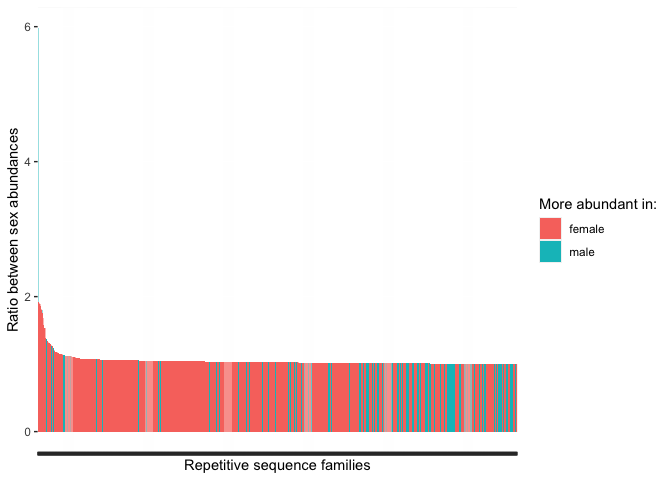 Ratio between sex abundances
6
4
2
0
Repetitive sequence families
More abundant in:
female
male